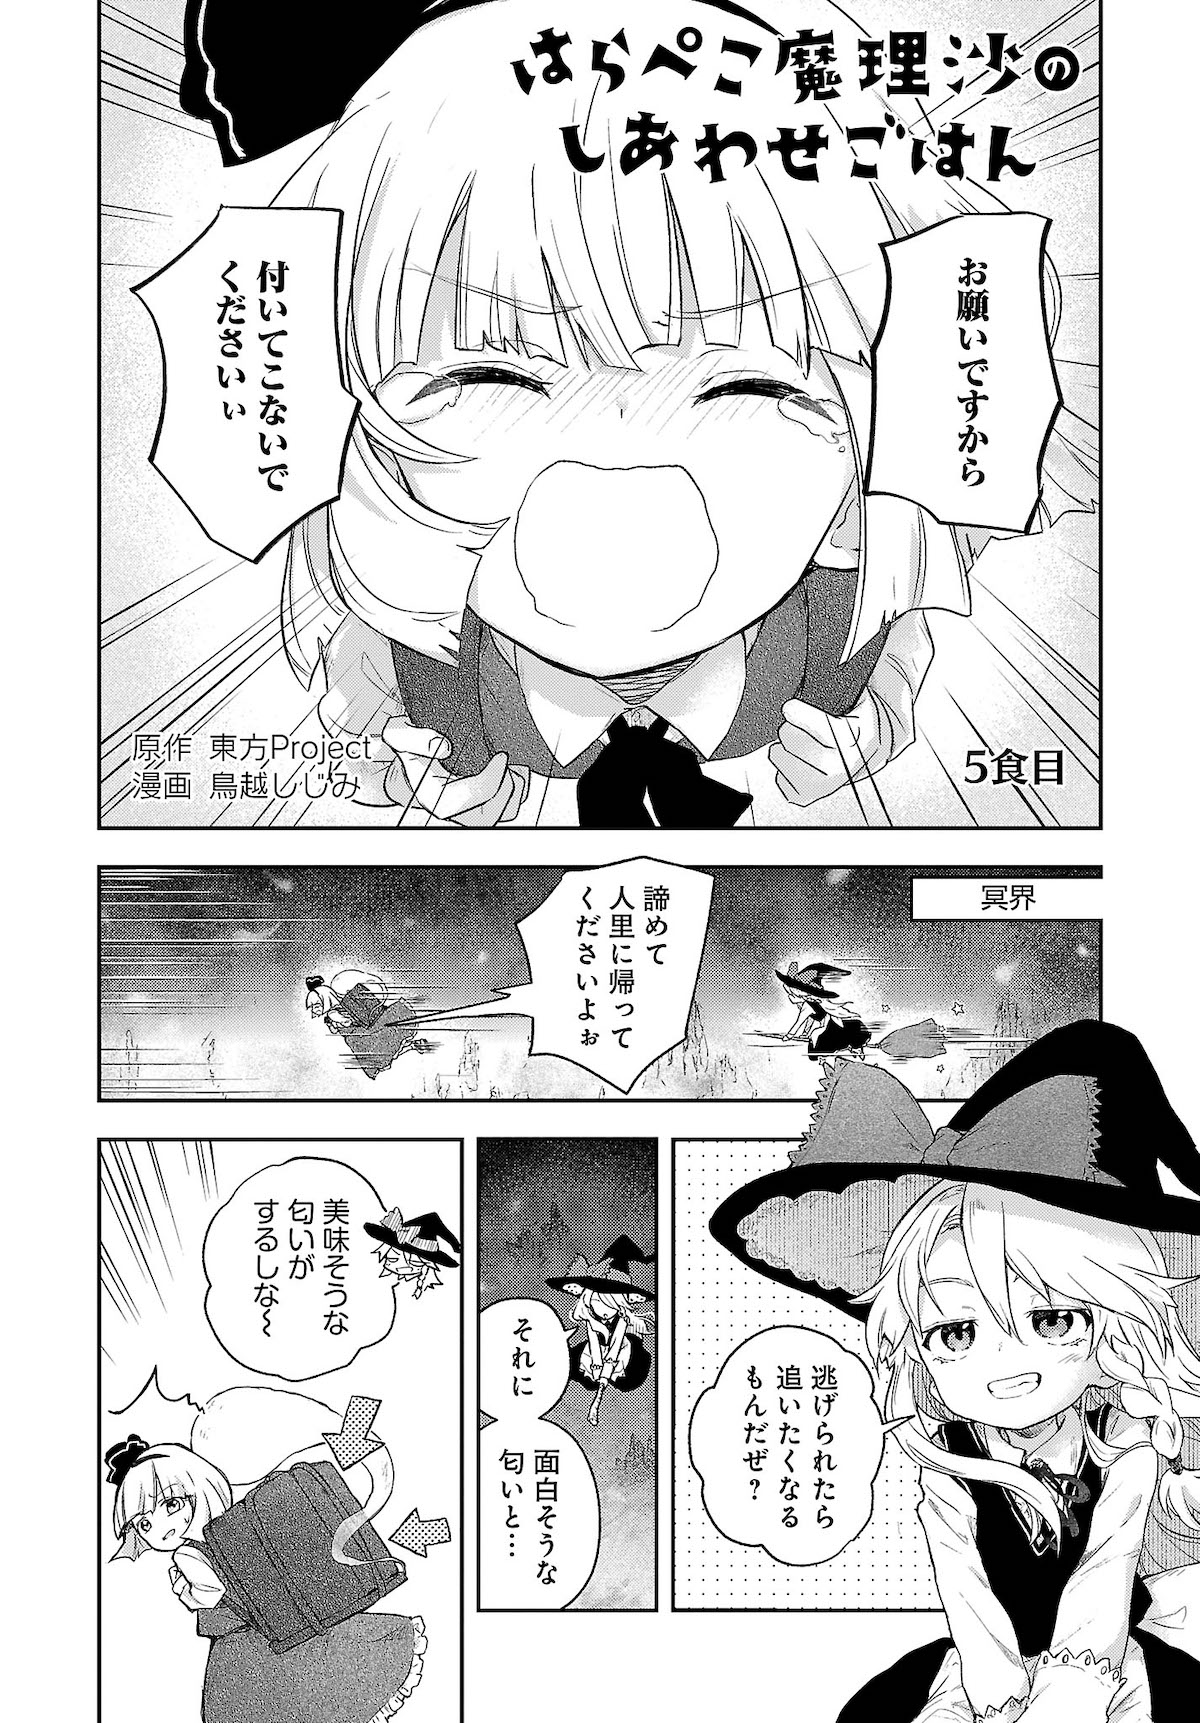 はらぺこ魔理沙の
しあわせごはん
お願いですから
付いてこないで
くださいぃ
原作 東方Project
漫画 鳥越しじみ
5食目
冥界
諦めて
人里に帰って
くださいよぉ
逃げられたら
追いたくなる
もんだぜ?
それに
面白そうな
匂いと…
美味そうな
匂いが
するしな～